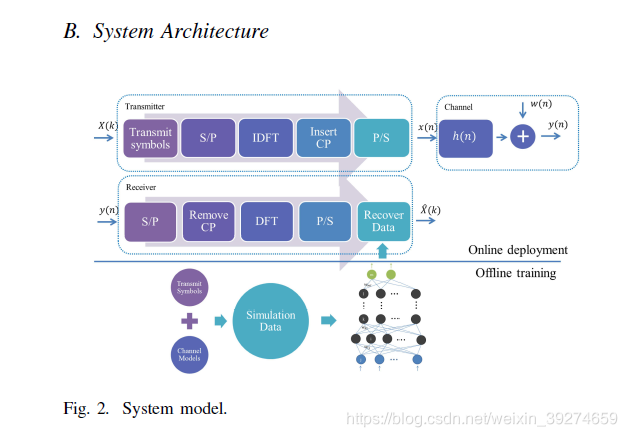 B. System Architecture
Transmitter
X(k)
Transmit
symbols
S/P
IDFT
Insert
CP
P/S
x(n)
Channel
w(n)
h(n)
+
y(n)
Receiver
y(n)
S/P
Remove
CP
DFT
P/S
Recover
Data
X̂(k)
Online deployment
Offline training
Transmit
Symbols
+
Channel
Models
Simulation
Data
Fig. 2. System model.
https://blog.csdn.net/weixin_39274659